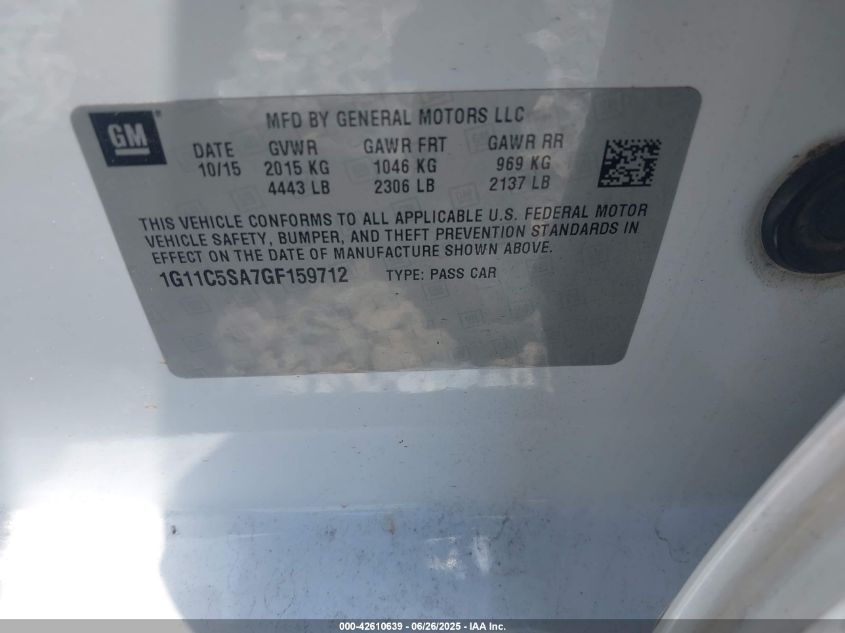 GM®
MFD BY GENERAL MOTORS LLC
DATE GVWR GAWR FRT GAWR RR
10/15 2015 KG 1046 KG 969 KG
4443 LB 2306 LB 2137 LB
THIS VEHICLE CONFORMS TO ALL APPLICABLE U.S. FEDERAL MOTOR
VEHICLE SAFETY, BUMPER, AND THEFT PREVENTION STANDARDS IN
EFFECT ON THE DATE OF MANUFACTURE SHOWN ABOVE.
1G11C5SA7GF159712 TYPE: PASS CAR
000-42610639 - 06/26/2025 - IAA Inc.